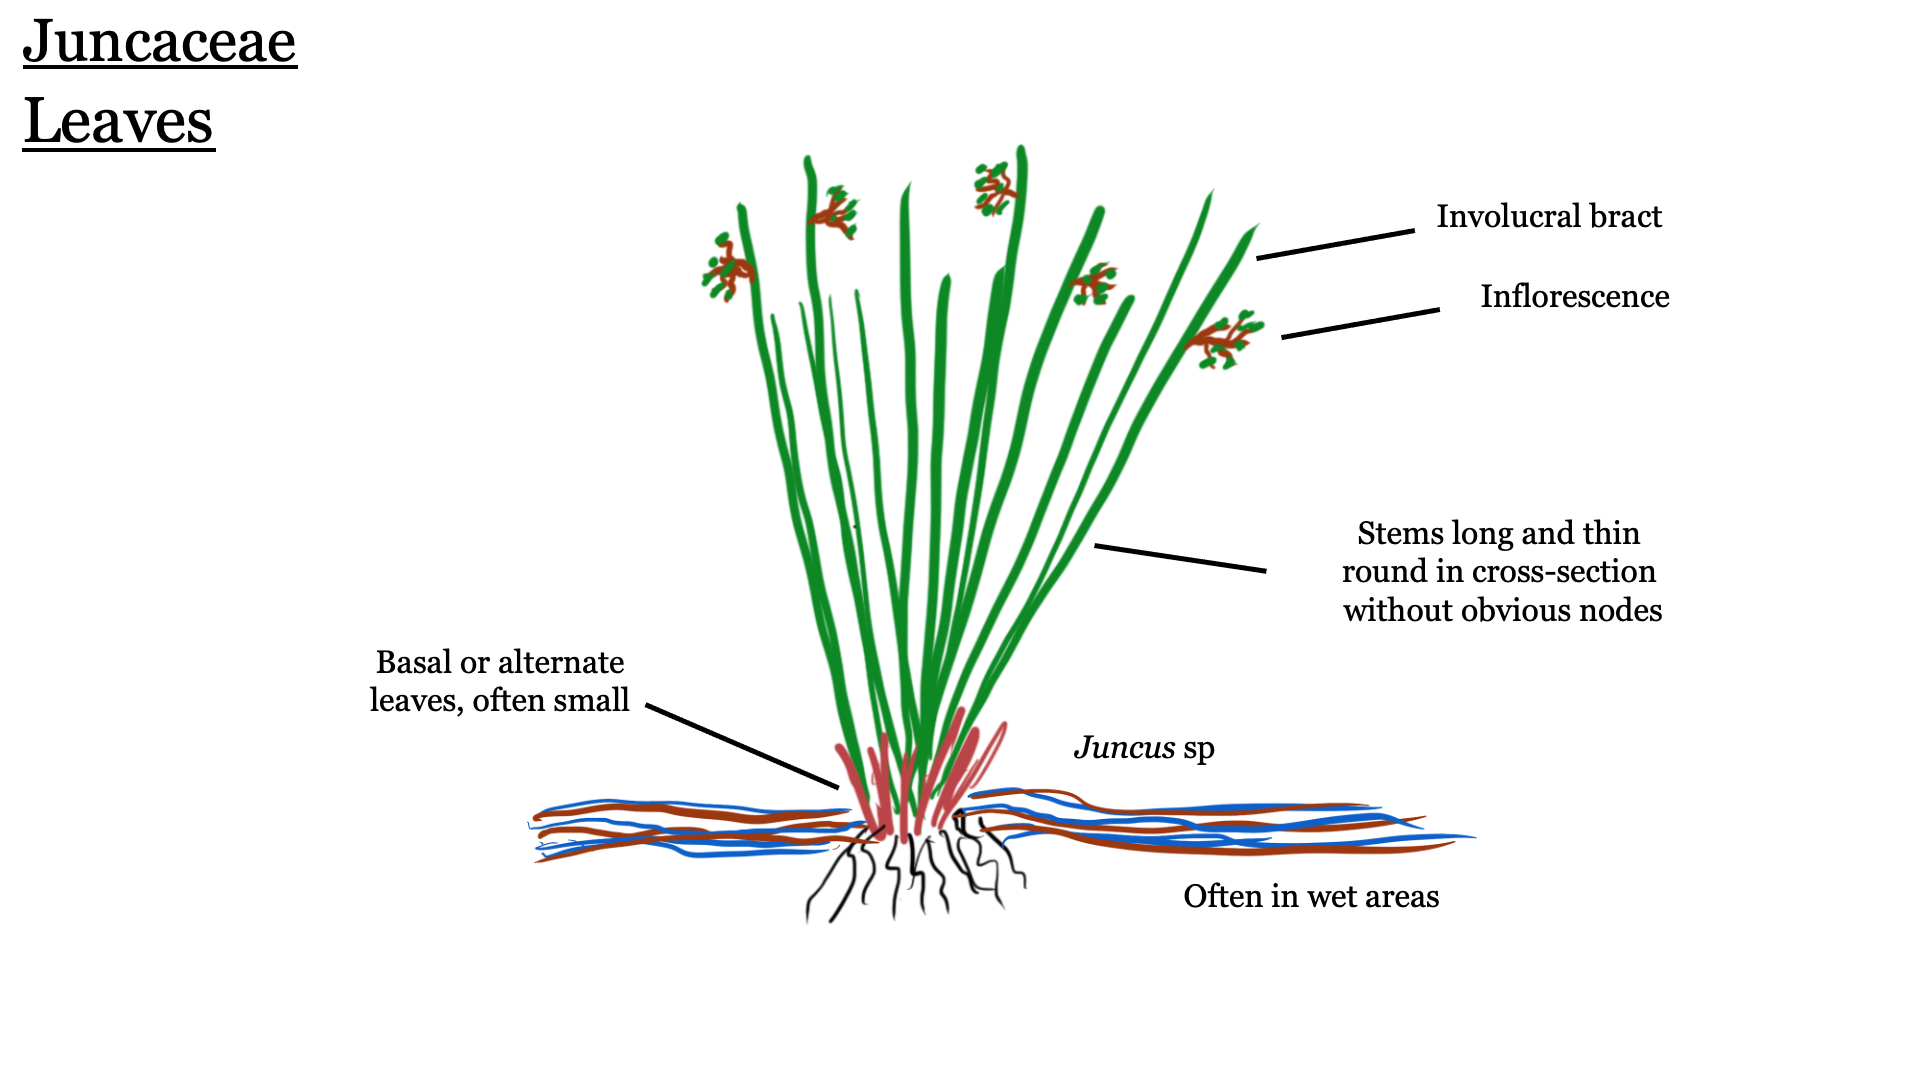 Juncaceae
Leaves
Involucral bract
Inflorescence
Stems long and thin
round in cross-section
without obvious nodes
Basal or alternate
leaves, often small
Juncus sp
Often in wet areas